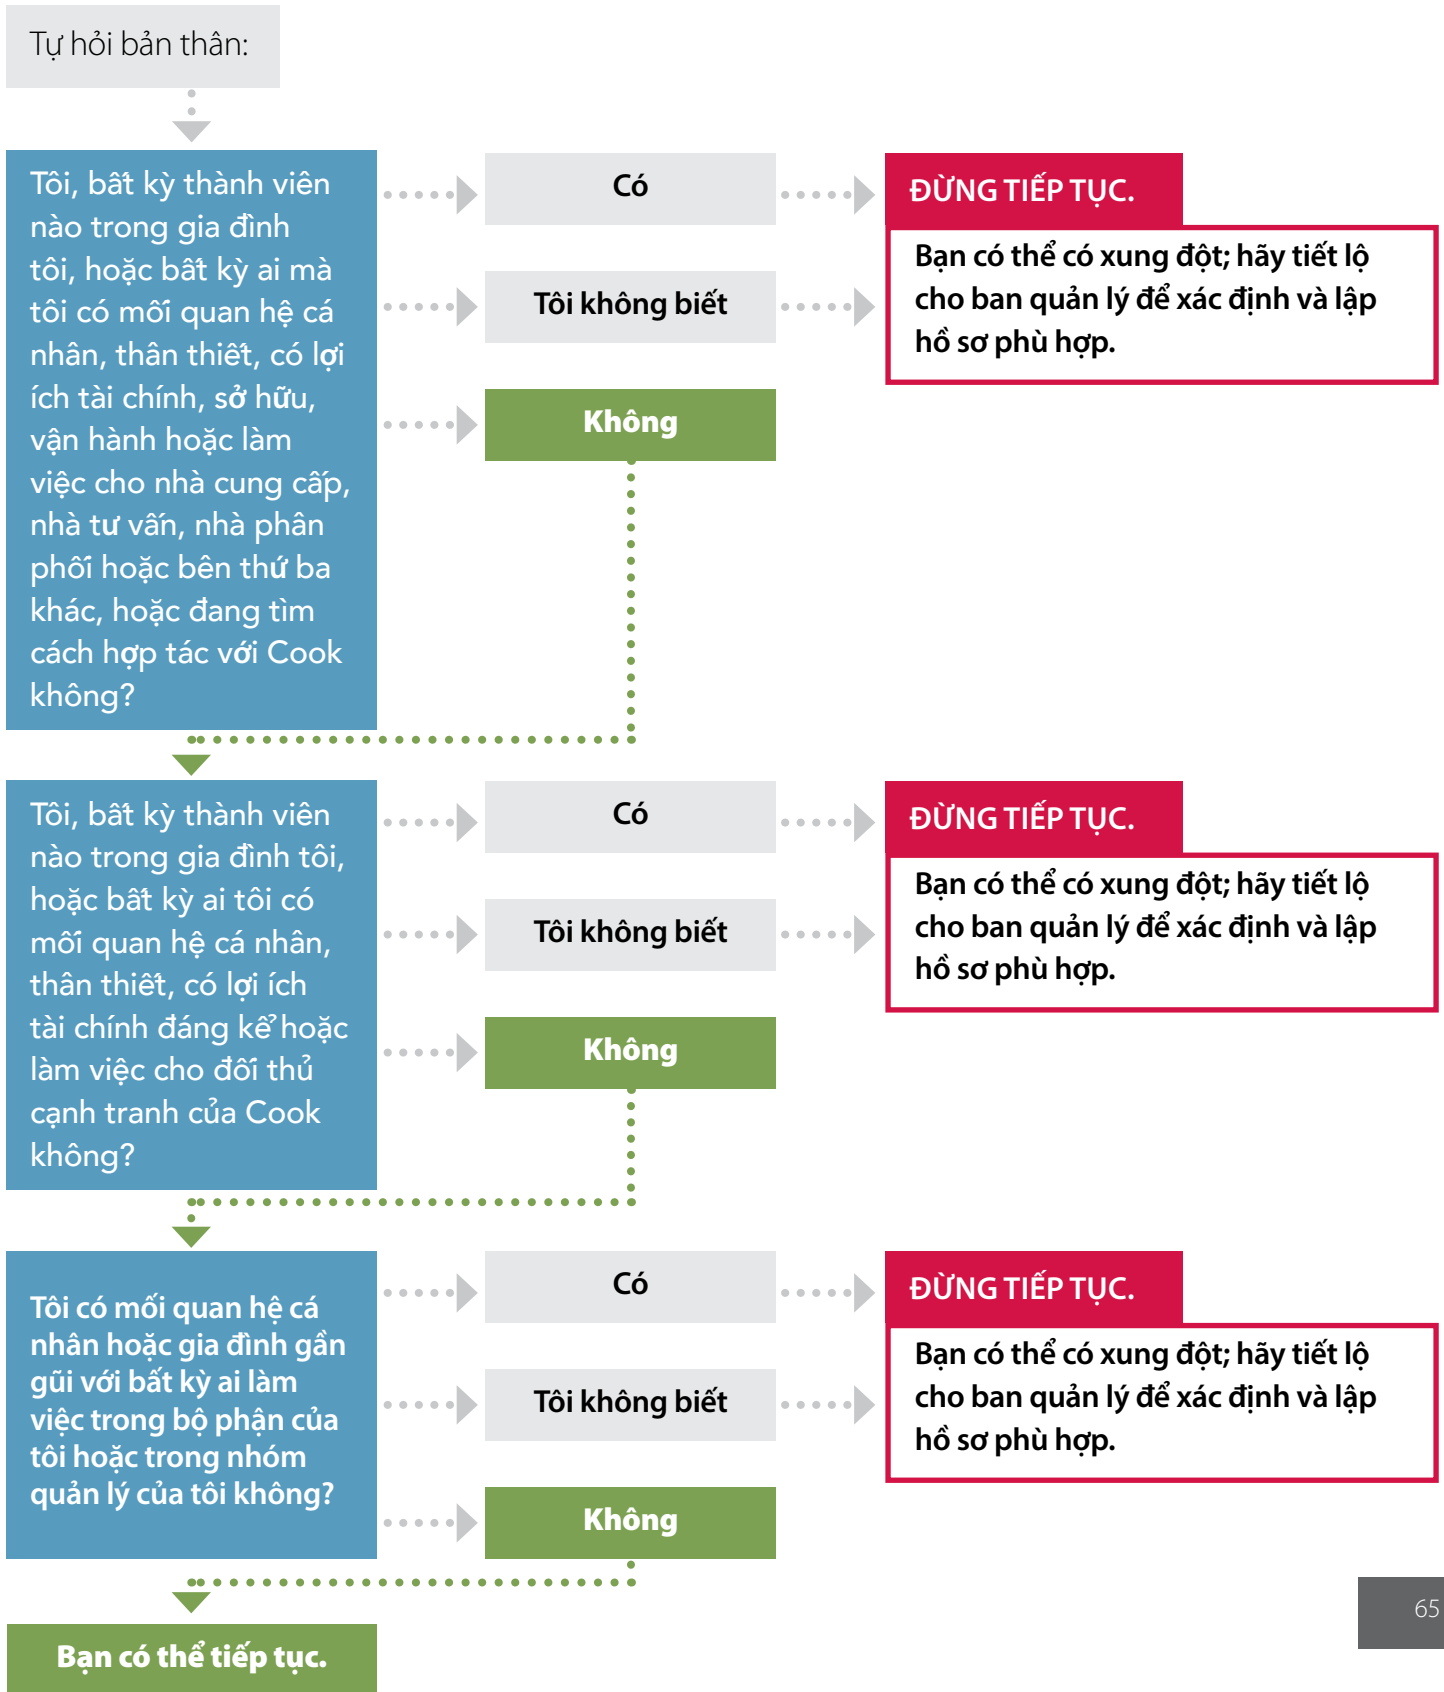 Tự hỏi bản thân:
Tôi, bất kỳ thành viên
nào trong gia đình
tôi, hoặc bất kỳ ai mà
tôi có mối quan hệ cá
nhân, thân thiết, có lợi
ích tài chính, sở hữu,
vận hành hoặc làm
việc cho nhà cung cấp,
nhà tư vấn, nhà phân
phối hoặc bên thứ ba
khác, hoặc đang tìm
cách hợp tác với Cook
không?
Có
Tôi không biết
Không
ĐỪNG TIẾP TỤC.
Bạn có thể có xung đột; hãy tiết lộ
cho ban quản lý để xác định và lập
hồ sơ phù hợp.
Tôi, bất kỳ thành viên
nào trong gia đình tôi,
hoặc bất kỳ ai tôi có
mối quan hệ cá nhân,
thân thiết, có lợi ích
tài chính đáng kể hoặc
làm việc cho đối thủ
cạnh tranh của Cook
không?
Có
Tôi không biết
Không
ĐỪNG TIẾP TỤC.
Bạn có thể có xung đột; hãy tiết lộ
cho ban quản lý để xác định và lập
hồ sơ phù hợp.
Tôi có mối quan hệ cá
nhân hoặc gia đình gần
gũi với bất kỳ ai làm
việc trong bộ phận của
tôi hoặc trong nhóm
quản lý của tôi không?
Có
Tôi không biết
Không
ĐỪNG TIẾP TỤC.
Bạn có thể có xung đột; hãy tiết lộ
cho ban quản lý để xác định và lập
hồ sơ phù hợp.
Bạn có thể tiếp tục.
65